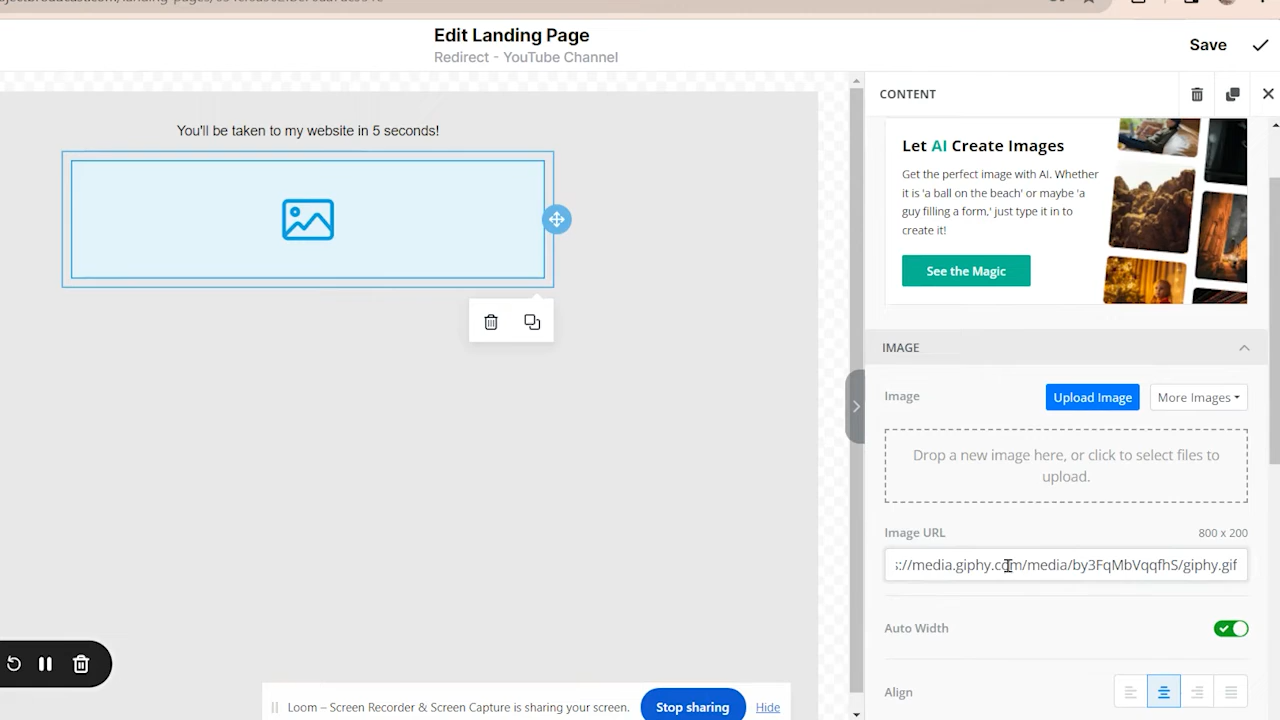 Edit Landing Page
Redirect - YouTube Channel
Save
CONTENT
You'll be taken to my website in 5 seconds!
Let AI Create Images
Get the perfect image with AI. Whether
it is 'a ball on the beach' or maybe 'a
guy filling a form,' just type it in to
create it!
See the Magic
IMAGE
Image
Upload Image
More Images
Drop a new image here, or click to select files to
upload.
Image URL
800 x 200
s://media.giphy.com/media/by3FqMbVqqfhS/giphy.gif
Auto Width
Align
Loom – Screen Recorder & Screen Capture is sharing your screen.
Stop sharing
Hide